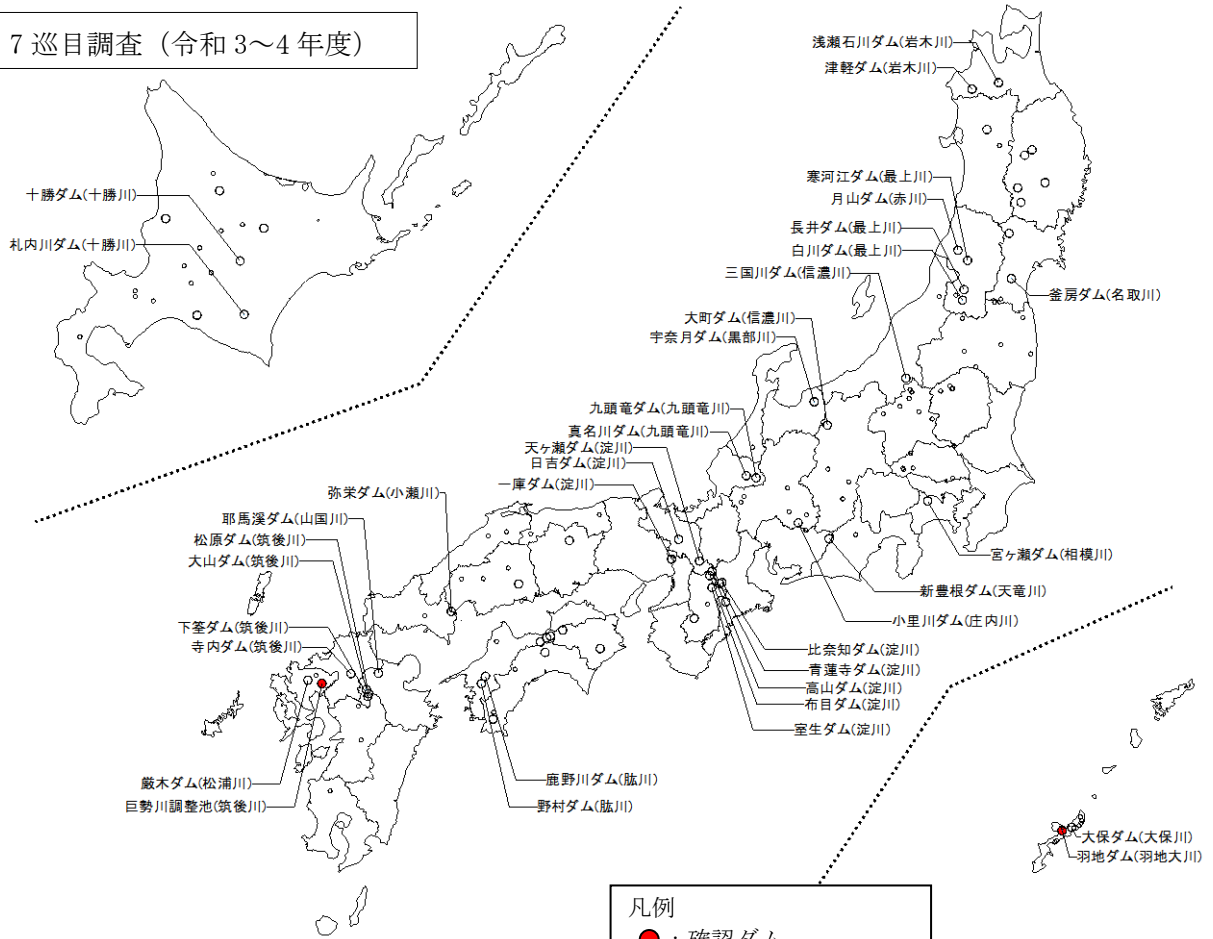 7 巡目調査（令和 3～4 年度）
浅瀬石川ダム(岩木川)
津軽ダム(岩木川)
十勝ダム(十勝川)
札内川ダム(十勝川)
寒河江ダム(最上川)
月山ダム(赤川)
長井ダム(最上川)
白川ダム(最上川)
三国川ダム(信濃川)
釜房ダム(名取川)
大町ダム(信濃川)
宇奈月ダム(黒部川)
九頭竜ダム(九頭竜川)
真名川ダム(九頭竜川)
天ヶ瀬ダム(淀川)
日吉ダム(淀川)
一庫ダム(淀川)
弥栄ダム(小瀬川)
耶馬溪ダム(山国川)
松原ダム(筑後川)
大山ダム(筑後川)
下筌ダム(筑後川)
寺内ダム(筑後川)
宮ヶ瀬ダム(相模川)
新豊根ダム(天竜川)
小里川ダム(庄内川)
比奈知ダム(淀川)
青蓮寺ダム(淀川)
高山ダム(淀川)
布目ダム(淀川)
室生ダム(淀川)
厳木ダム(松浦川)
巨勢川調整池(筑後川)
鹿野川ダム(肱川)
野村ダム(肱川)
大保ダム(大保川)
羽地ダム(羽地大川)
凡例
：確認ダム